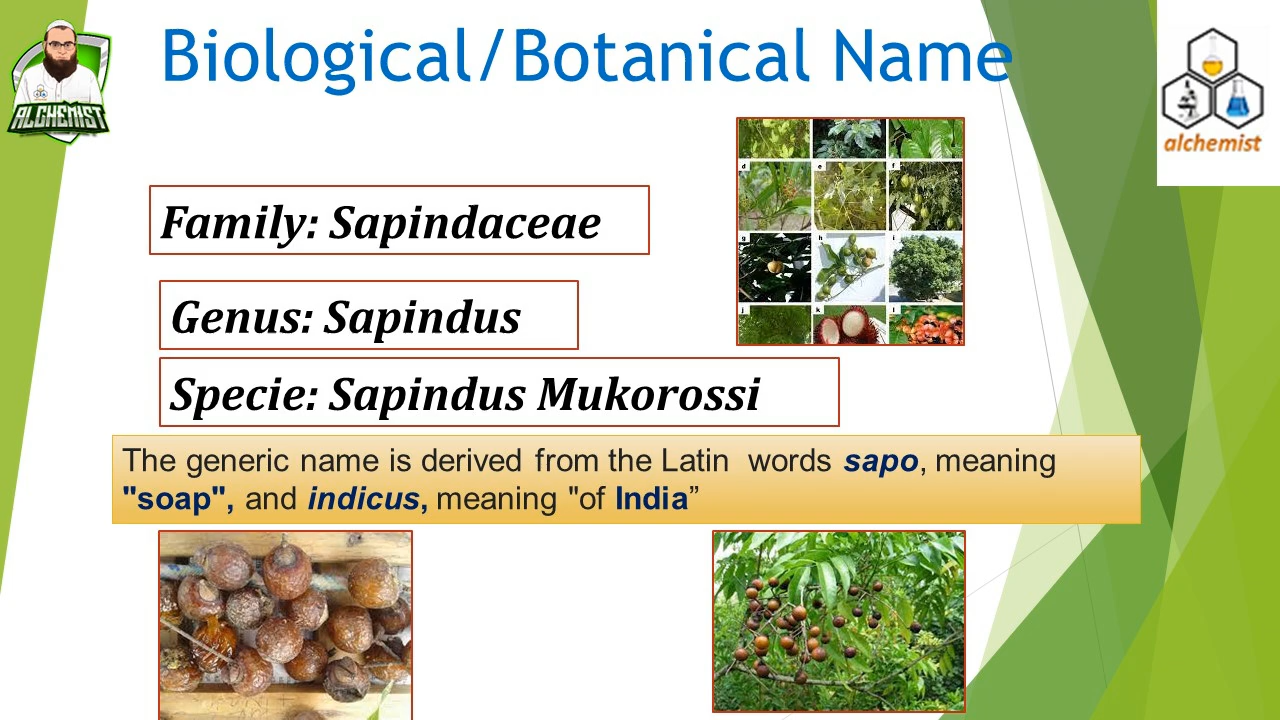 Biological/Botanical Name
ALCHEMIST
alchemist
Family: Sapindaceae
Genus: Sapindus
Specie: Sapindus Mukorossi
d e f
g h i
j k l
The generic name is derived from the Latin  words sapo, meaning
"soap", and indicus, meaning "of India”